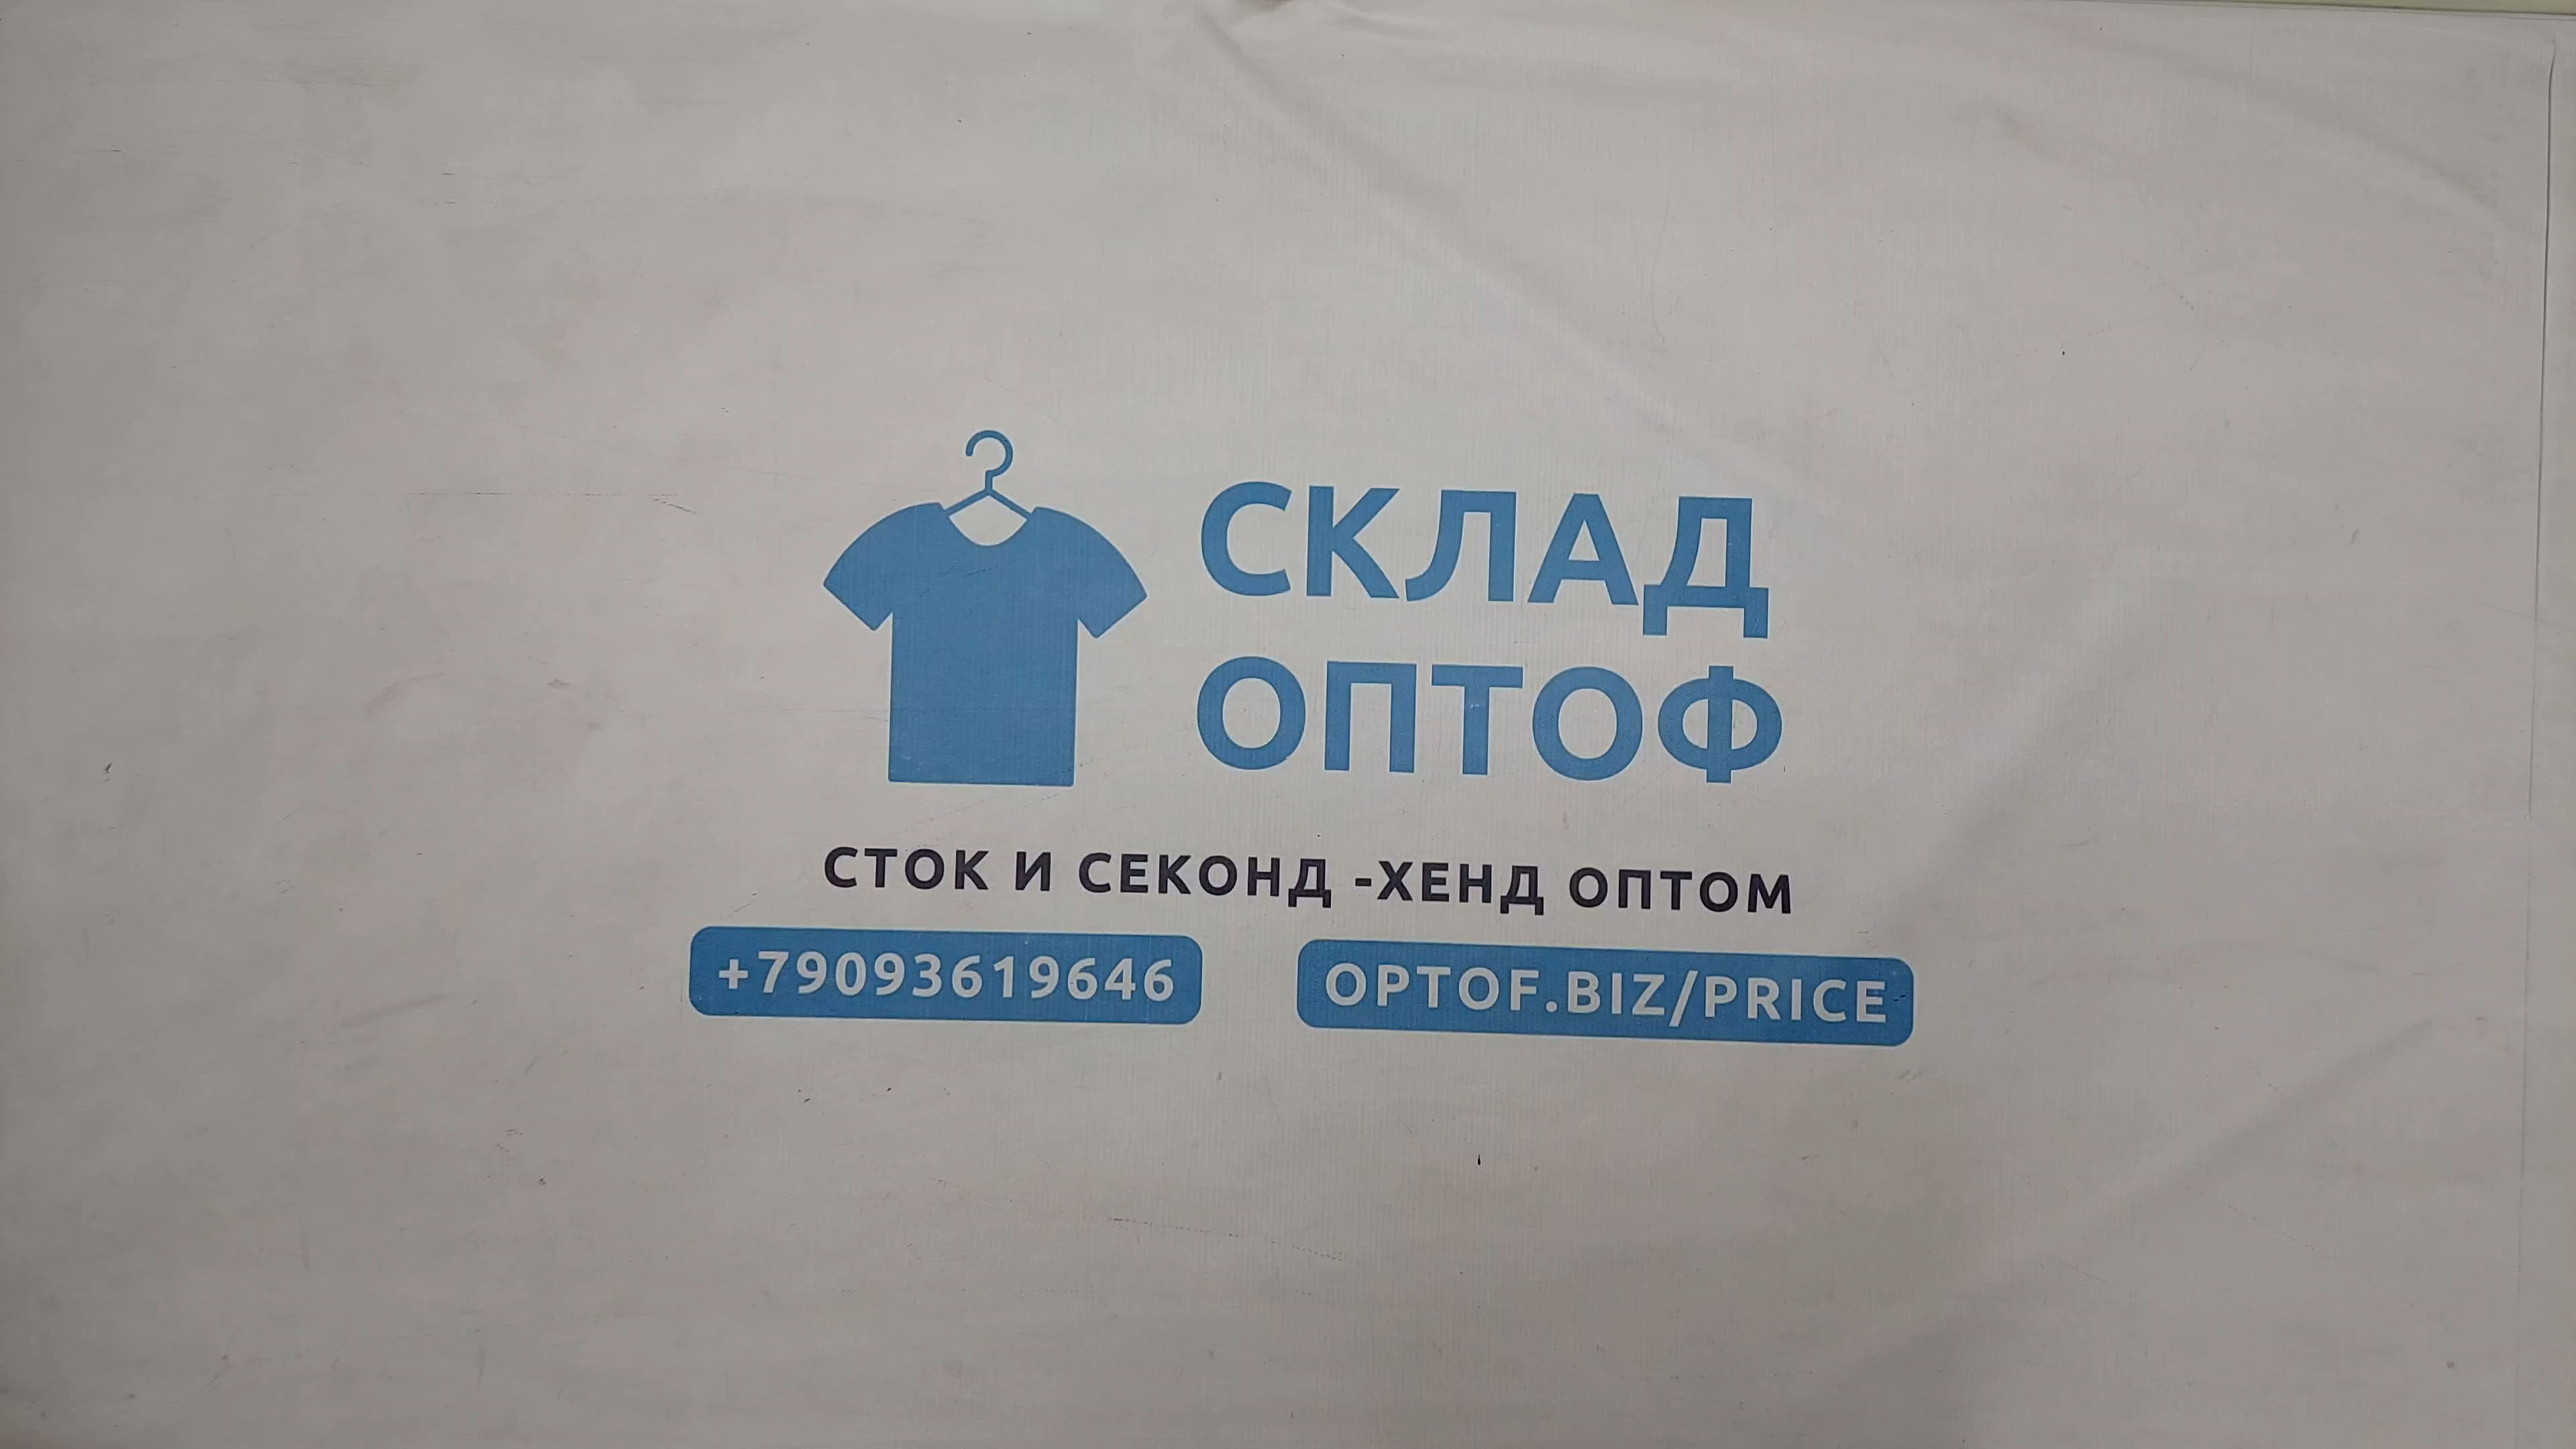 СКЛАД
ОПТОФ
СТОК И СЕКОНД -ХЕНД ОПТОМ
+79093619646
OPTOF.BIZ/PRICE